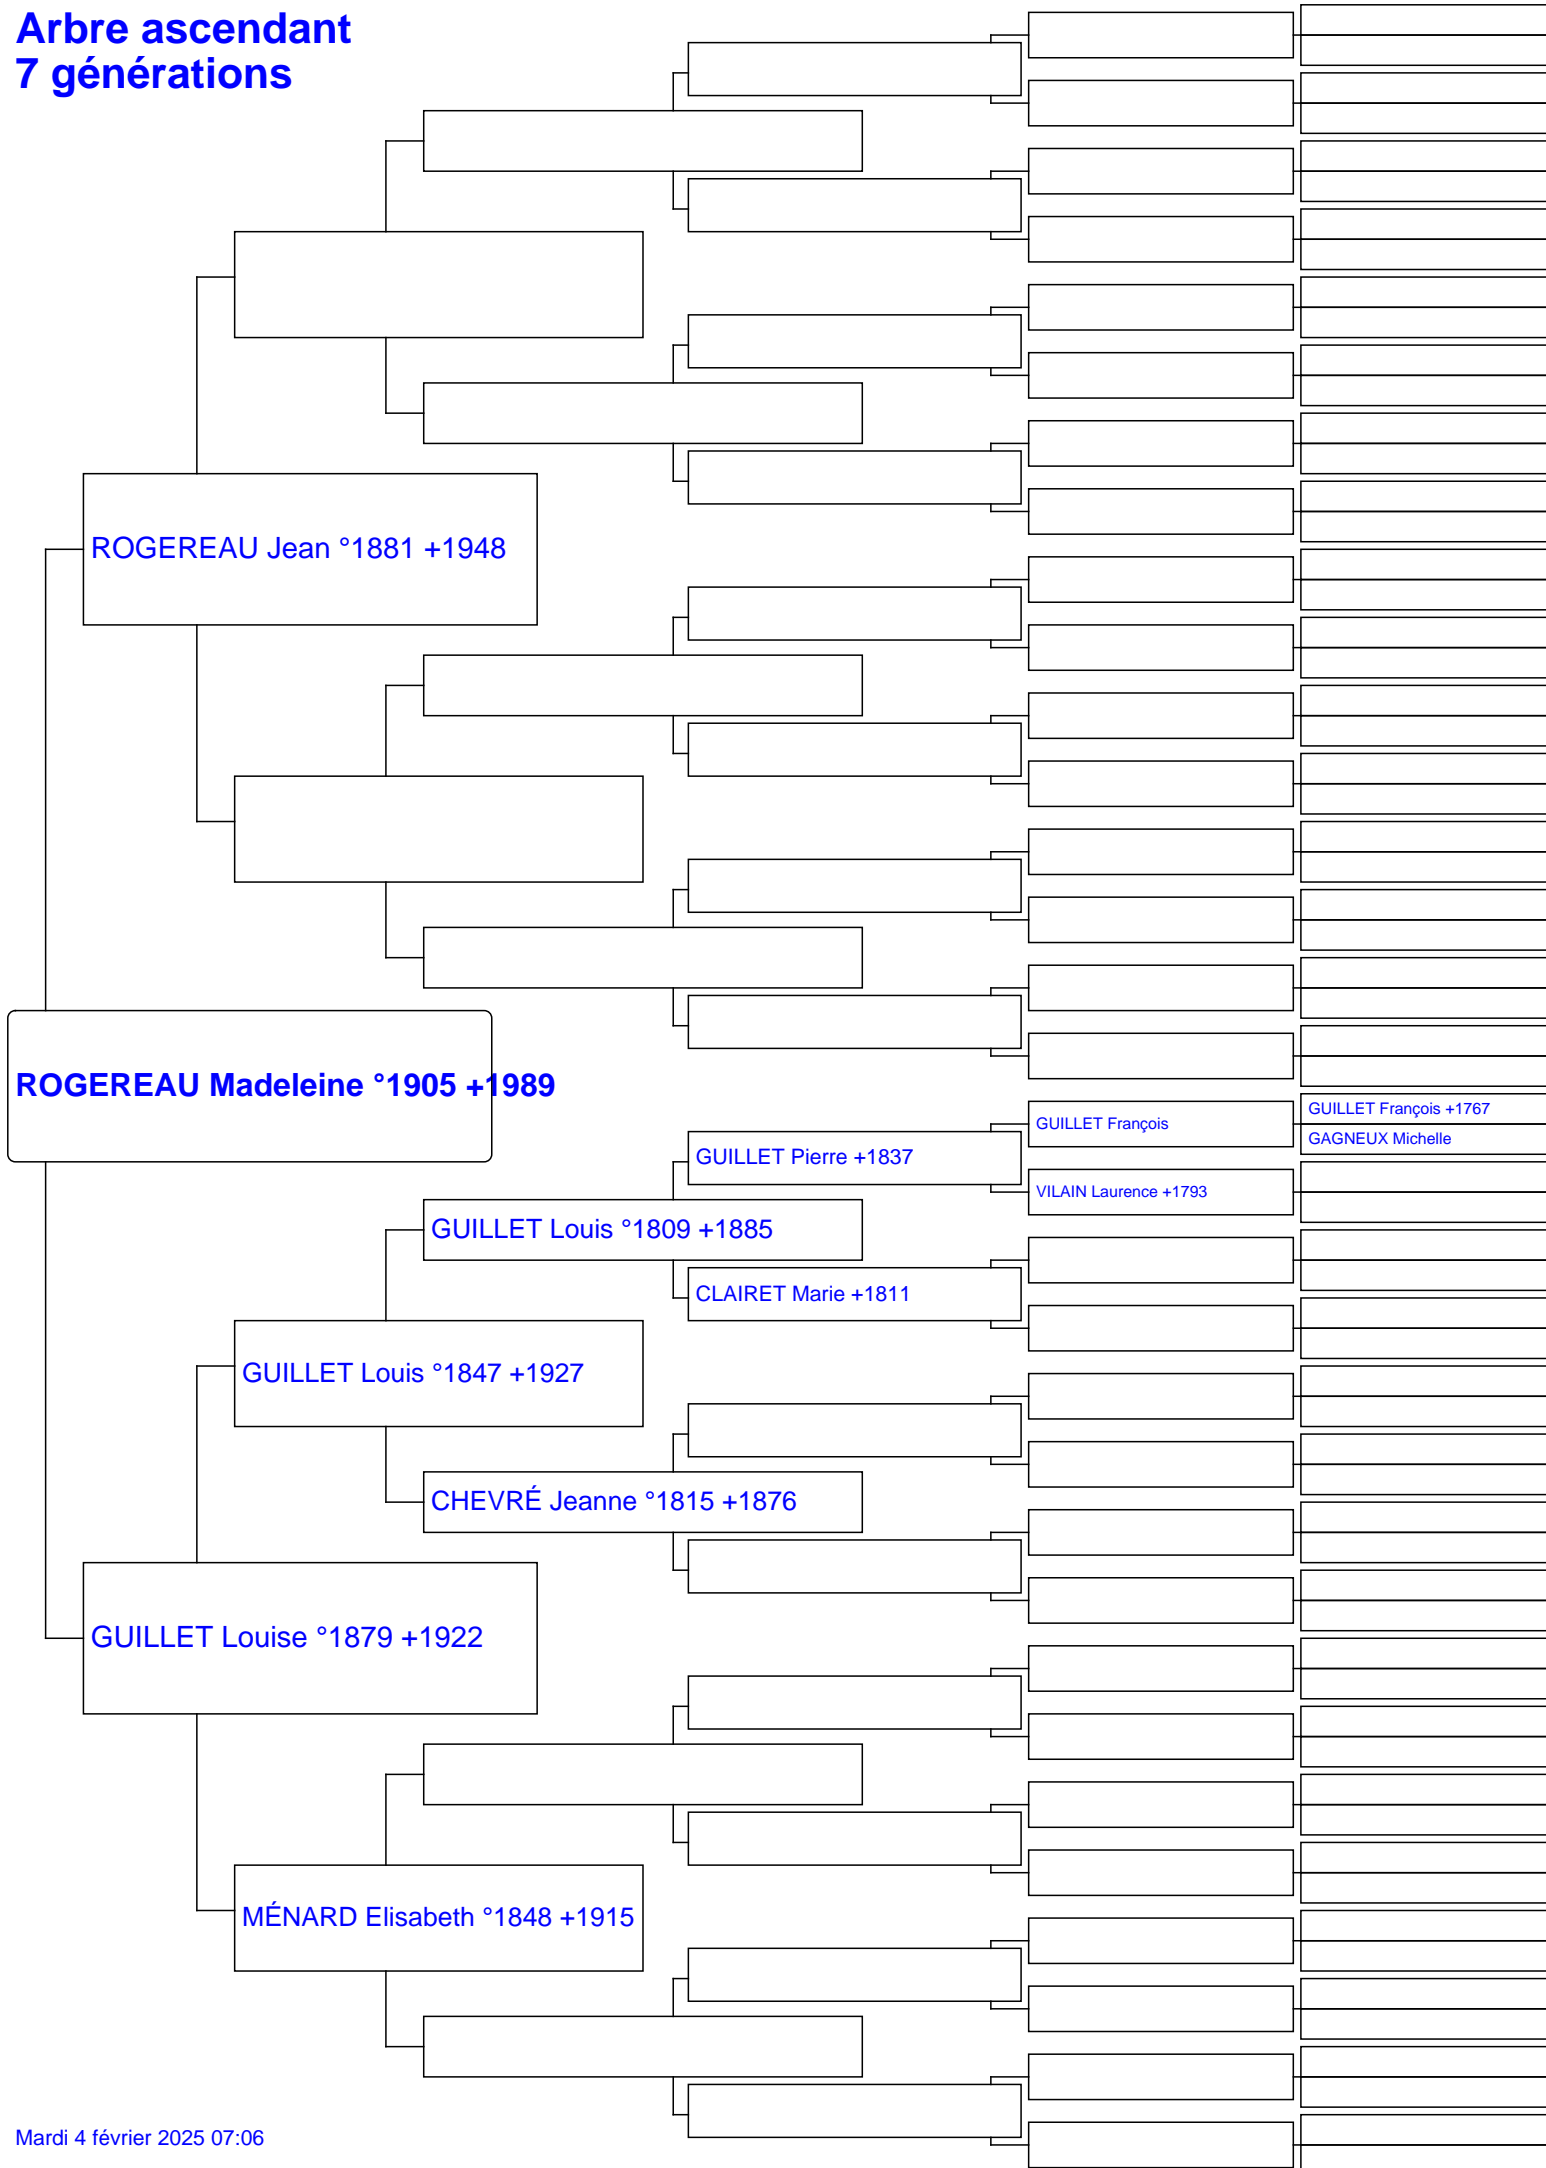 Arbre ascendant
7 générations
ROGEREAU Jean °1881 +1948
ROGEREAU Madeleine °1905 +1989
GUILLET François +1767
GUILLET François
GAGNEUX Michelle
GUILLET Pierre +1837
VILAIN Laurence +1793
GUILLET Louis °1809 +1885
CLAIRET Marie +1811
GUILLET Louis °1847 +1927
CHEVRÉ Jeanne °1815 +1876
GUILLET Louise °1879 +1922
MÉNARD Elisabeth °1848 +1915
Mardi 4 février 2025 07:06